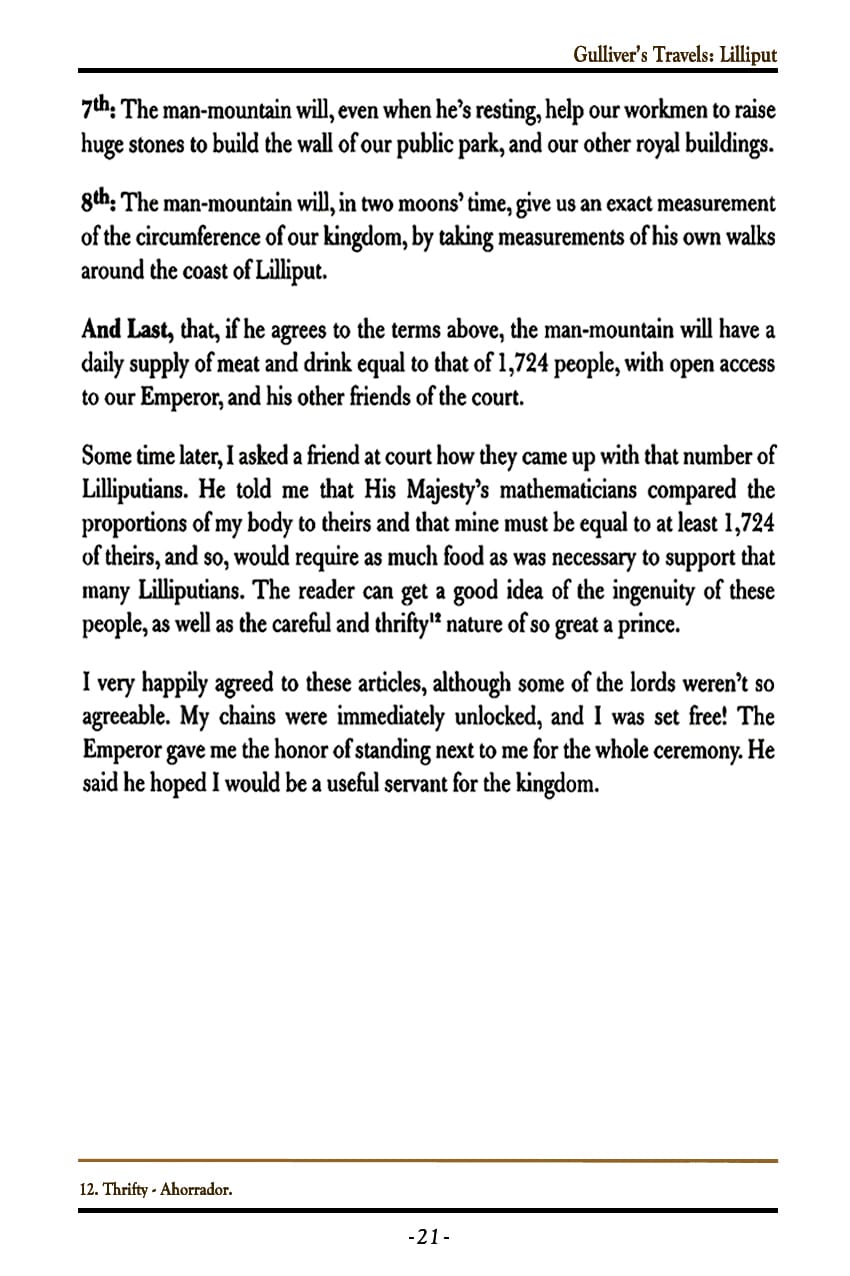 Gulliver's Travels: Lilliput
7th: The man-mountain will, even when he's resting, help our workmen to raise
huge stones to build the wall of our public park, and our other royal buildings.
8th: The man-mountain will, in two moons' time, give us an exact measurement
of the circumference of our kingdom, by taking measurements of his own walks
around the coast of Lilliput.
And Last, that, if he agrees to the terms above, the man-mountain will have a
daily supply of meat and drink equal to that of 1,724 people, with open access
to our Emperor, and his other friends of the court.
Some time later, I asked a friend at court how they came up with that number of
Lilliputians. He told me that His Majesty's mathematicians compared the
proportions of my body to theirs and that mine must be equal to at least 1,724
of theirs, and so, would require as much food as was necessary to support that
many Lilliputians. The reader can get a good idea of the ingenuity of these
people, as well as the careful and thrifty¹² nature of so great a prince.
I very happily agreed to these articles, although some of the lords weren't so
agreeable. My chains were immediately unlocked, and I was set free! The
Emperor gave me the honor of standing next to me for the whole ceremony. He
said he hoped I would be a useful servant for the kingdom.
12. Thrifty - Ahorrador.
-21-